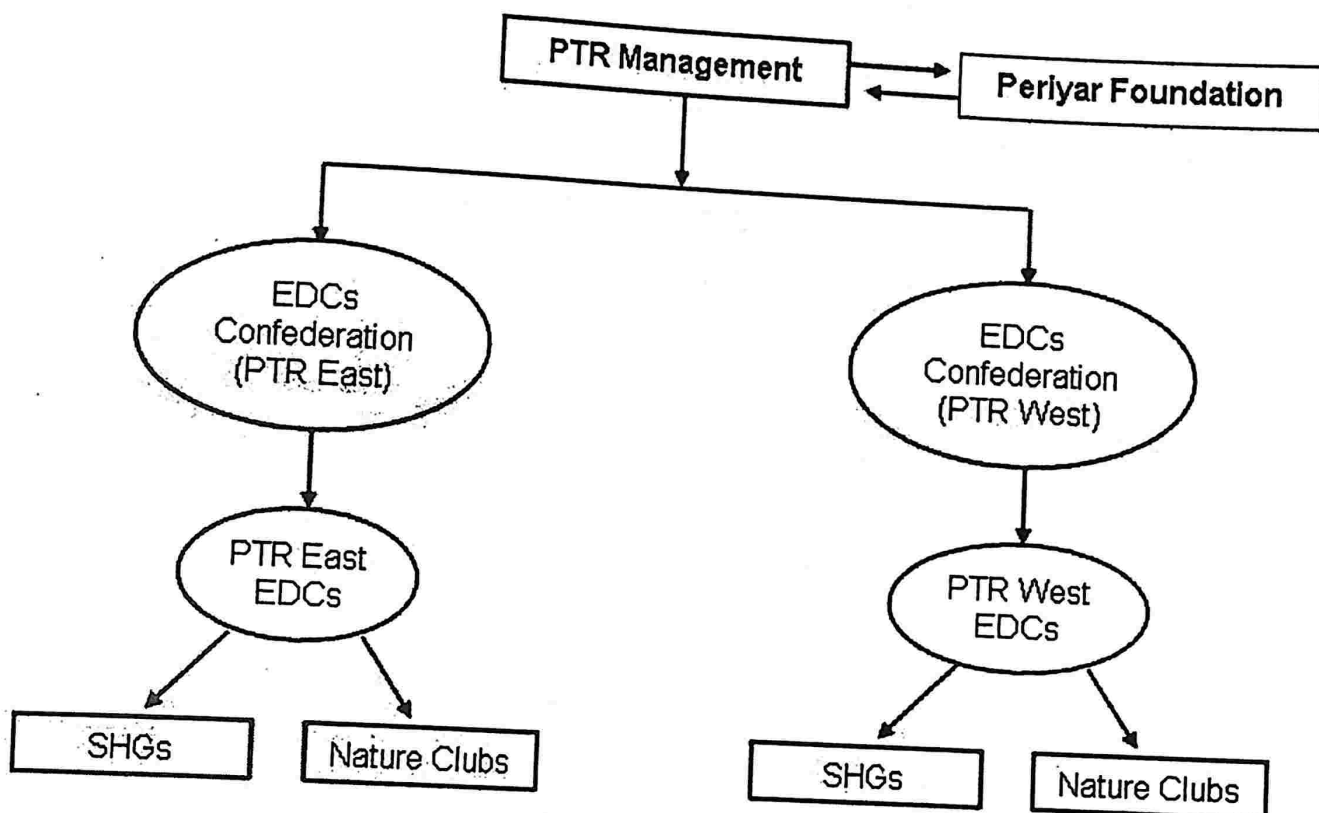 PTR Management
Periyar Foundation
EDCs
Confederation
(PTR East)
EDCs
Confederation
(PTR West)
PTR East
EDCs
PTR West
EDCs
SHGs
Nature Clubs
SHGs
Nature Clubs